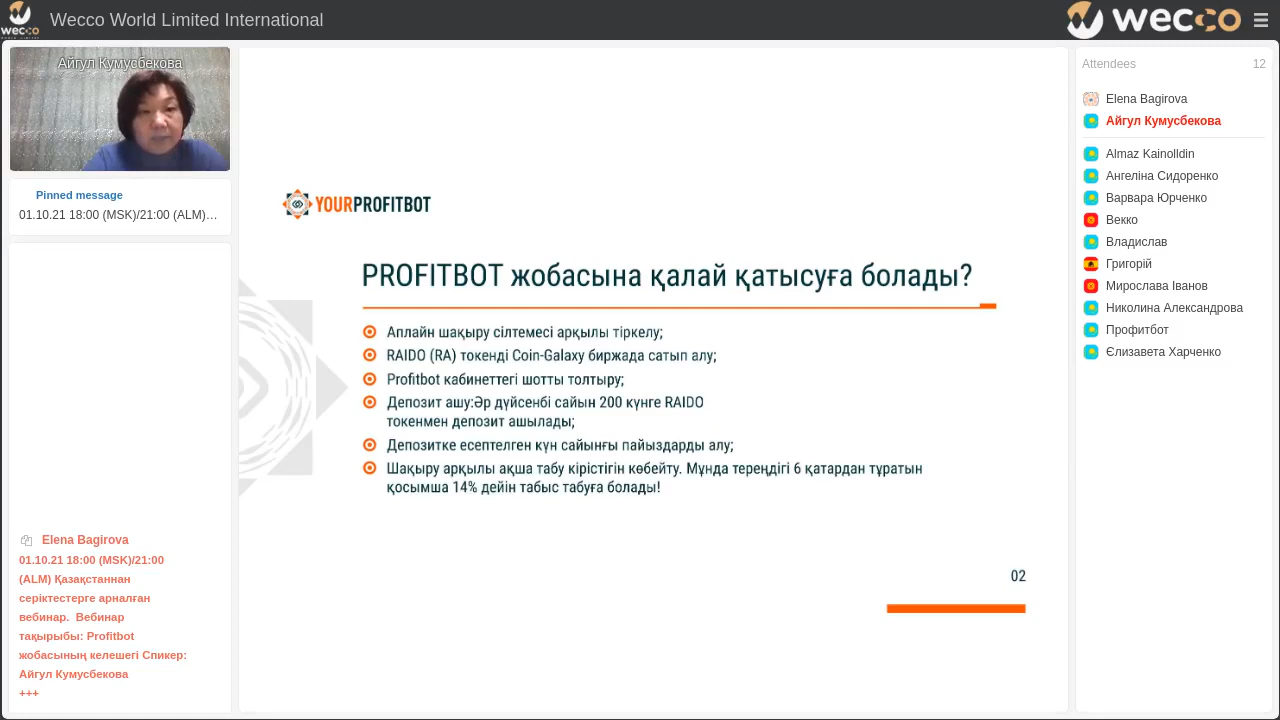 wecco
Wecco World Limited International
wecco
Айгул Кумусбекова
Pinned message
01.10.21 18:00 (MSK)/21:00 (ALM)…
Elena Bagirova
01.10.21 18:00 (MSK)/21:00
(ALM) Қазақстаннан
серіктестерге арналған
вебинар.  Вебинар
тақырыбы: Profitbot
жобасының келешегі Спикер:
Айгул Кумусбекова
+++
YOURPROFITBOT
PROFITBOT жобасына қалай қатысуға болады?
Аплайн шақыру сілтемесі арқылы тіркелу;
RAIDO (RA) токенді Coin-Galaxy биржада сатып алу;
Profitbot кабинеттегі шотты толтыру;
Депозит ашу:Әр дүйсенбі сайын 200 күнге RAIDO
токенмен депозит ашылады;
Депозитке есептелген күн сайынғы пайыздарды алу;
Шақыру арқылы ақша табу кірістігін көбейту. Мұнда тереңдігі 6 қатардан тұратын
қосымша 14% дейін табыс табуға болады!
02
Attendees 12
Elena Bagirova
Айгул Кумусбекова
Almaz Kainolldin
Ангеліна Сидоренко
Варвара Юрченко
Векко
Владислав
Григорій
Мирослава Іванов
Николина Александрова
Профитбот
Єлизавета Харченко